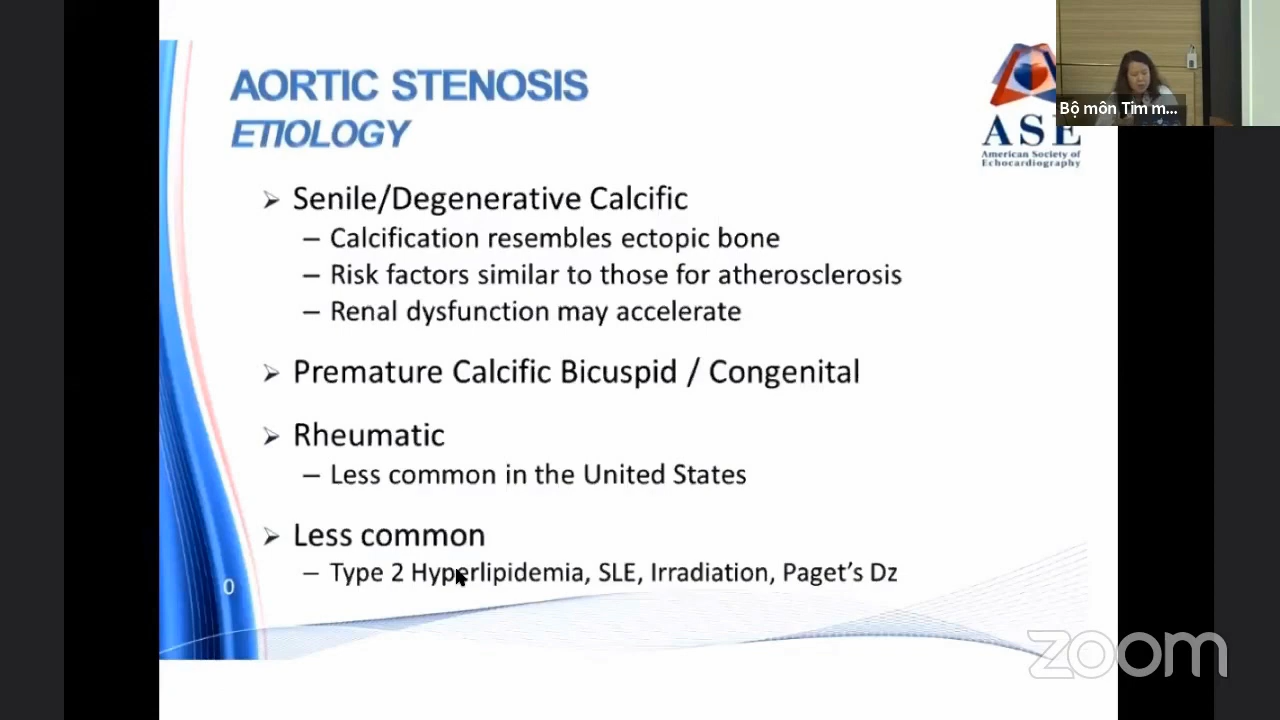 AORTIC STENOSIS
ETIOLOGY
Bộ môn Tim m...
ASE
American Society of
Echocardiography
➢ Senile/Degenerative Calcific
– Calcification resembles ectopic bone
– Risk factors similar to those for atherosclerosis
– Renal dysfunction may accelerate
➢ Premature Calcific Bicuspid / Congenital
➢ Rheumatic
– Less common in the United States
➢ Less common
– Type 2 Hyperlipidemia, SLE, Irradiation, Paget's Dz
0
zoom